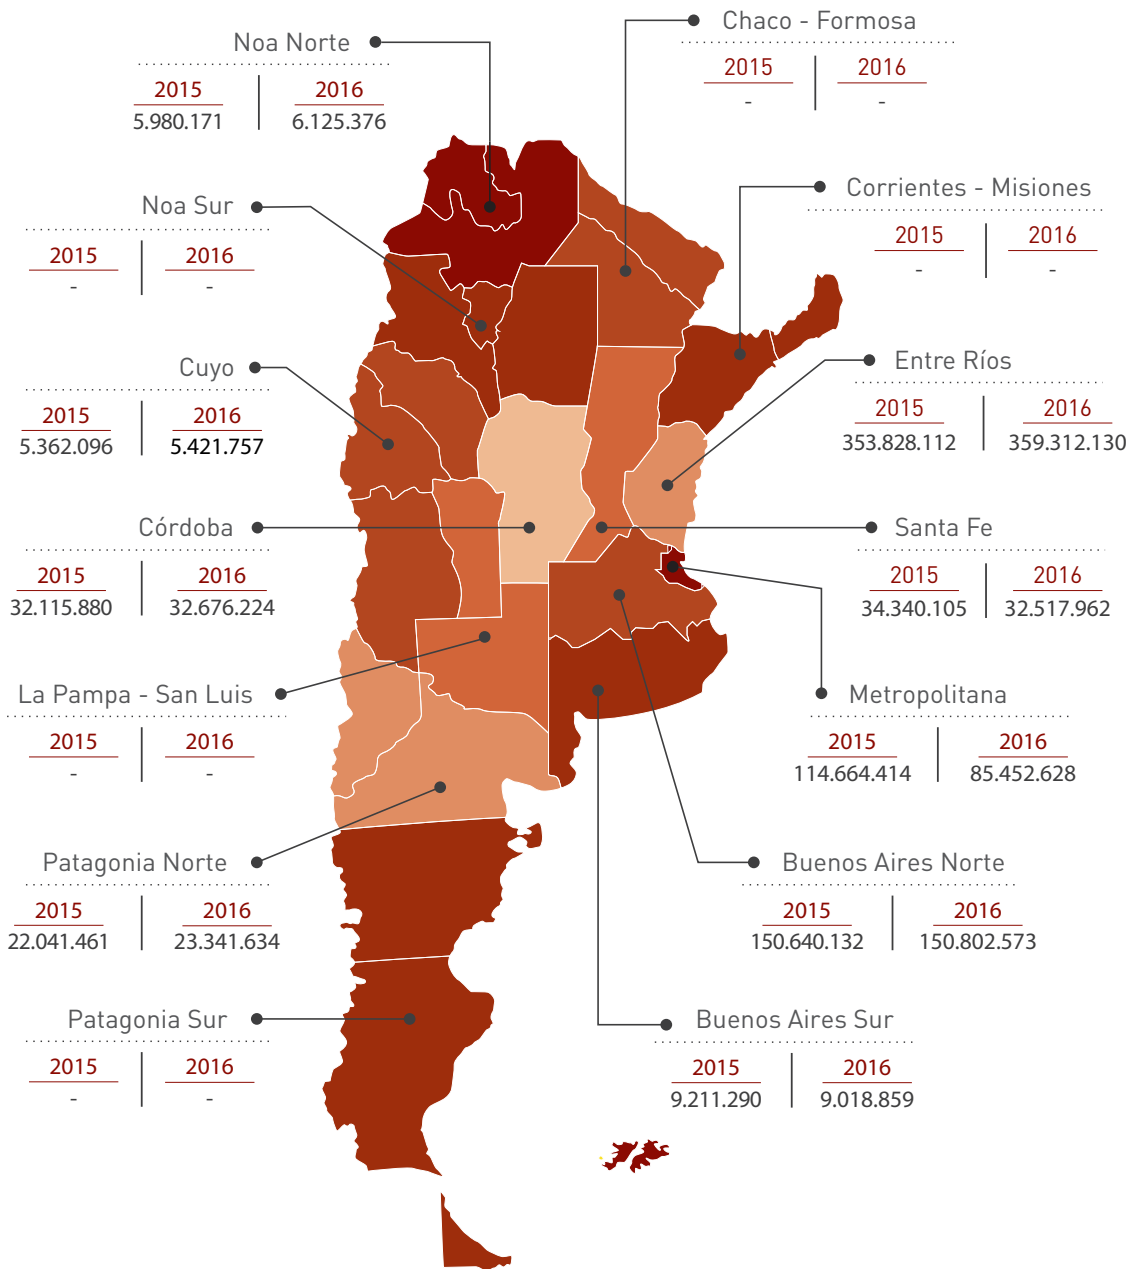 Chaco - Formosa
2015 2016
- -
Noa Norte
2015 2016
5.980.171 6.125.376
Corrientes - Misiones
2015 2016
- -
Noa Sur
2015 2016
- -
Cuyo
2015 2016
5.362.096 5.421.757
Entre Ríos
2015 2016
353.828.112 359.312.130
Córdoba
2015 2016
32.115.880 32.676.224
Santa Fe
2015 2016
34.340.105 32.517.962
La Pampa - San Luis
2015 2016
- -
Metropolitana
2015 2016
114.664.414 85.452.628
Patagonia Norte
2015 2016
22.041.461 23.341.634
Buenos Aires Norte
2015 2016
150.640.132 150.802.573
Patagonia Sur
2015 2016
- -
Buenos Aires Sur
2015 2016
9.211.290 9.018.859